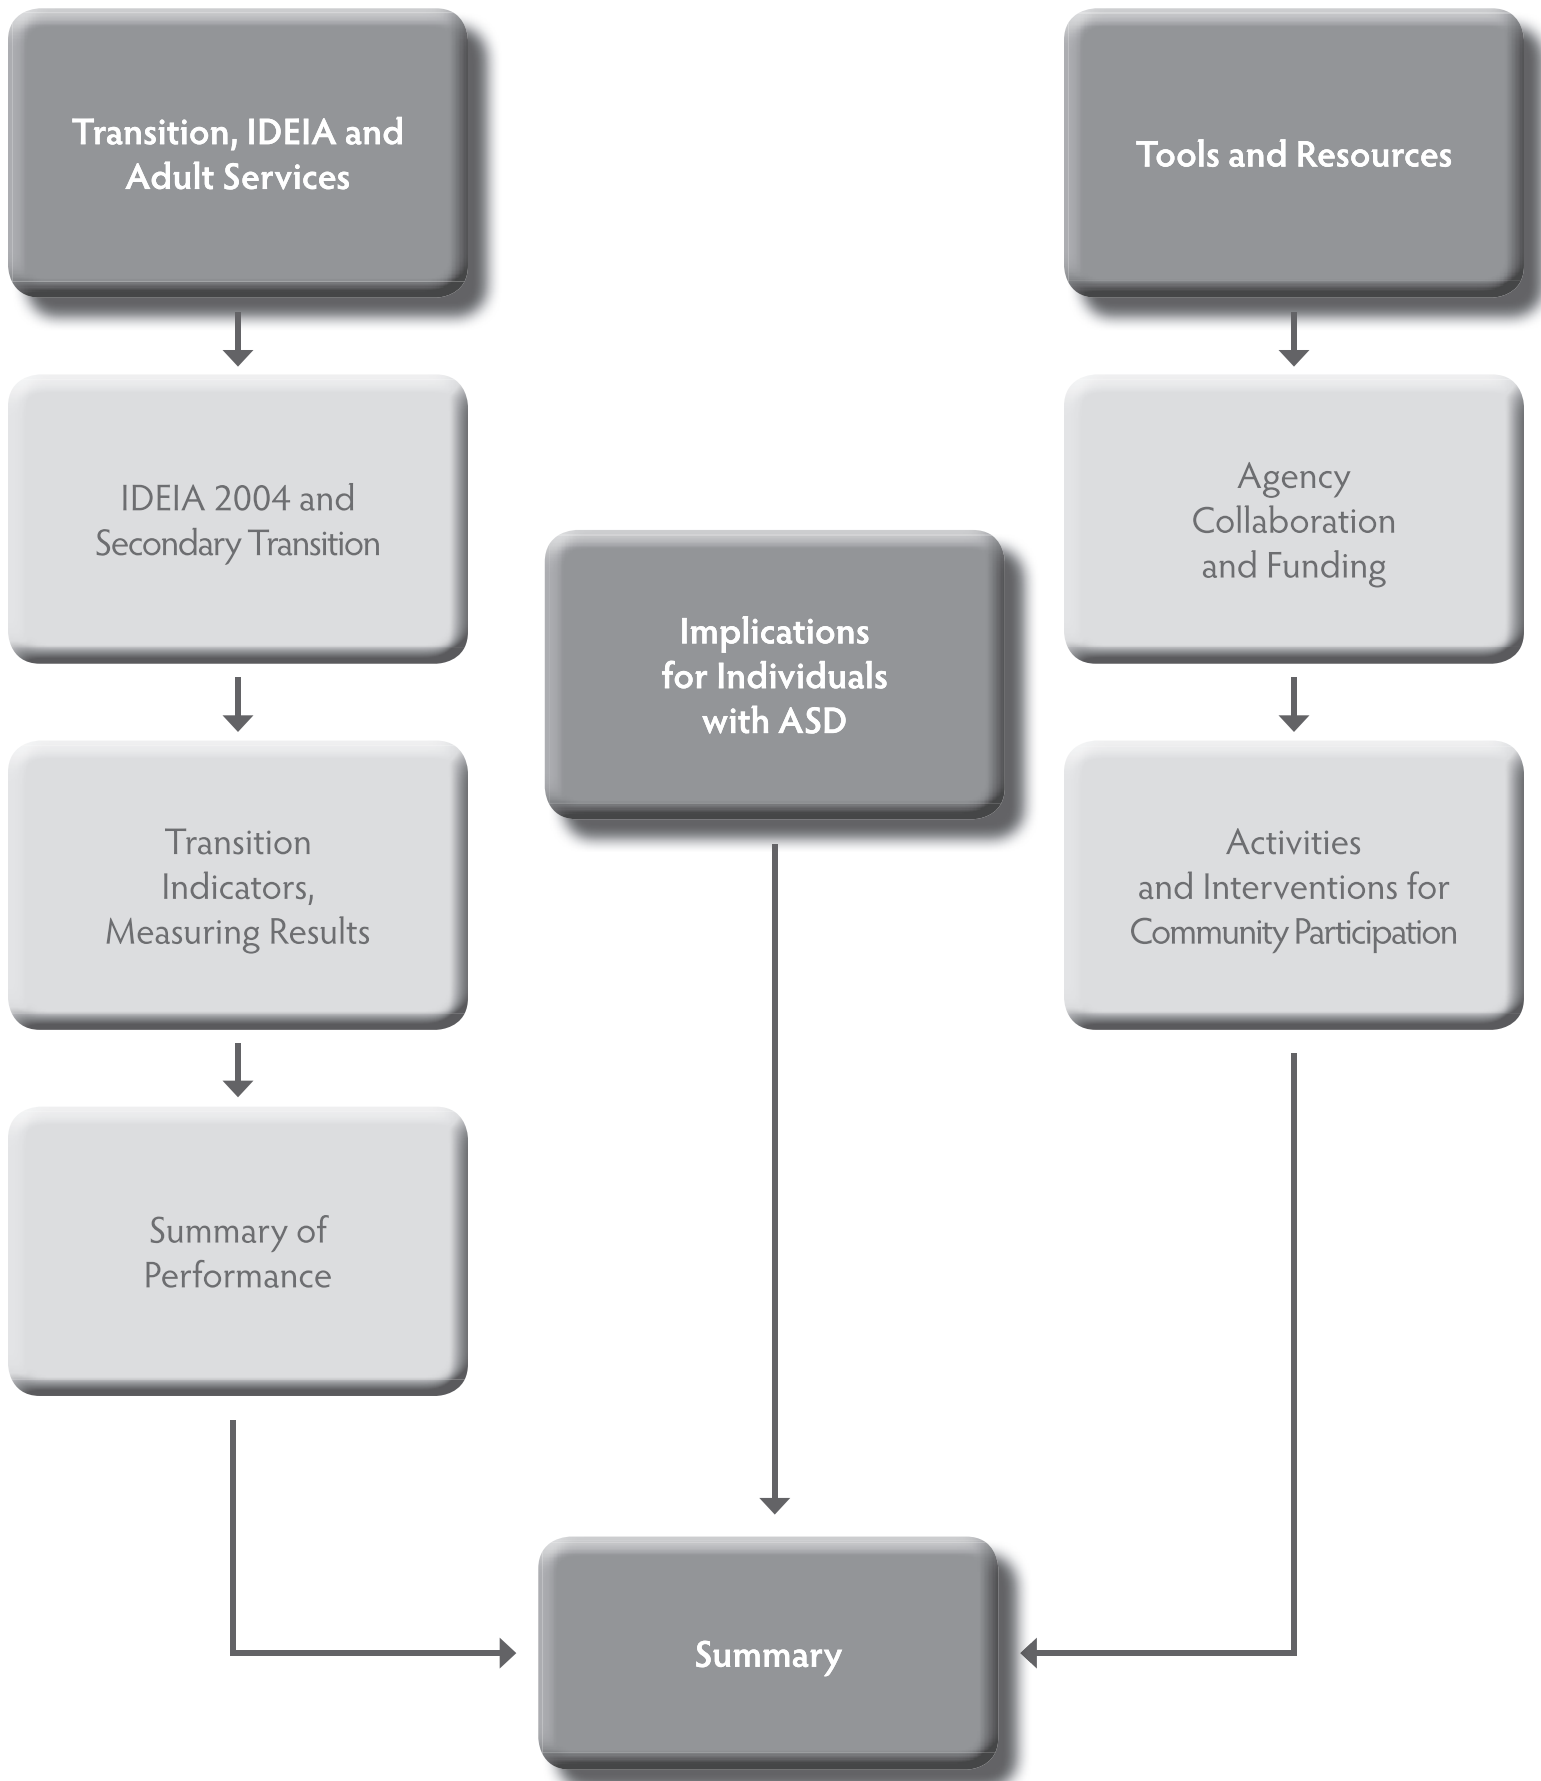 Transition, IDEIA and
Adult Services
IDEIA 2004 and
Secondary Transition
Transition
Indicators,
Measuring Results
Summary of
Performance
Implications
for Individuals
with ASD
Tools and Resources
Agency
Collaboration
and Funding
Activities
and Interventions for
Community Participation
Summary